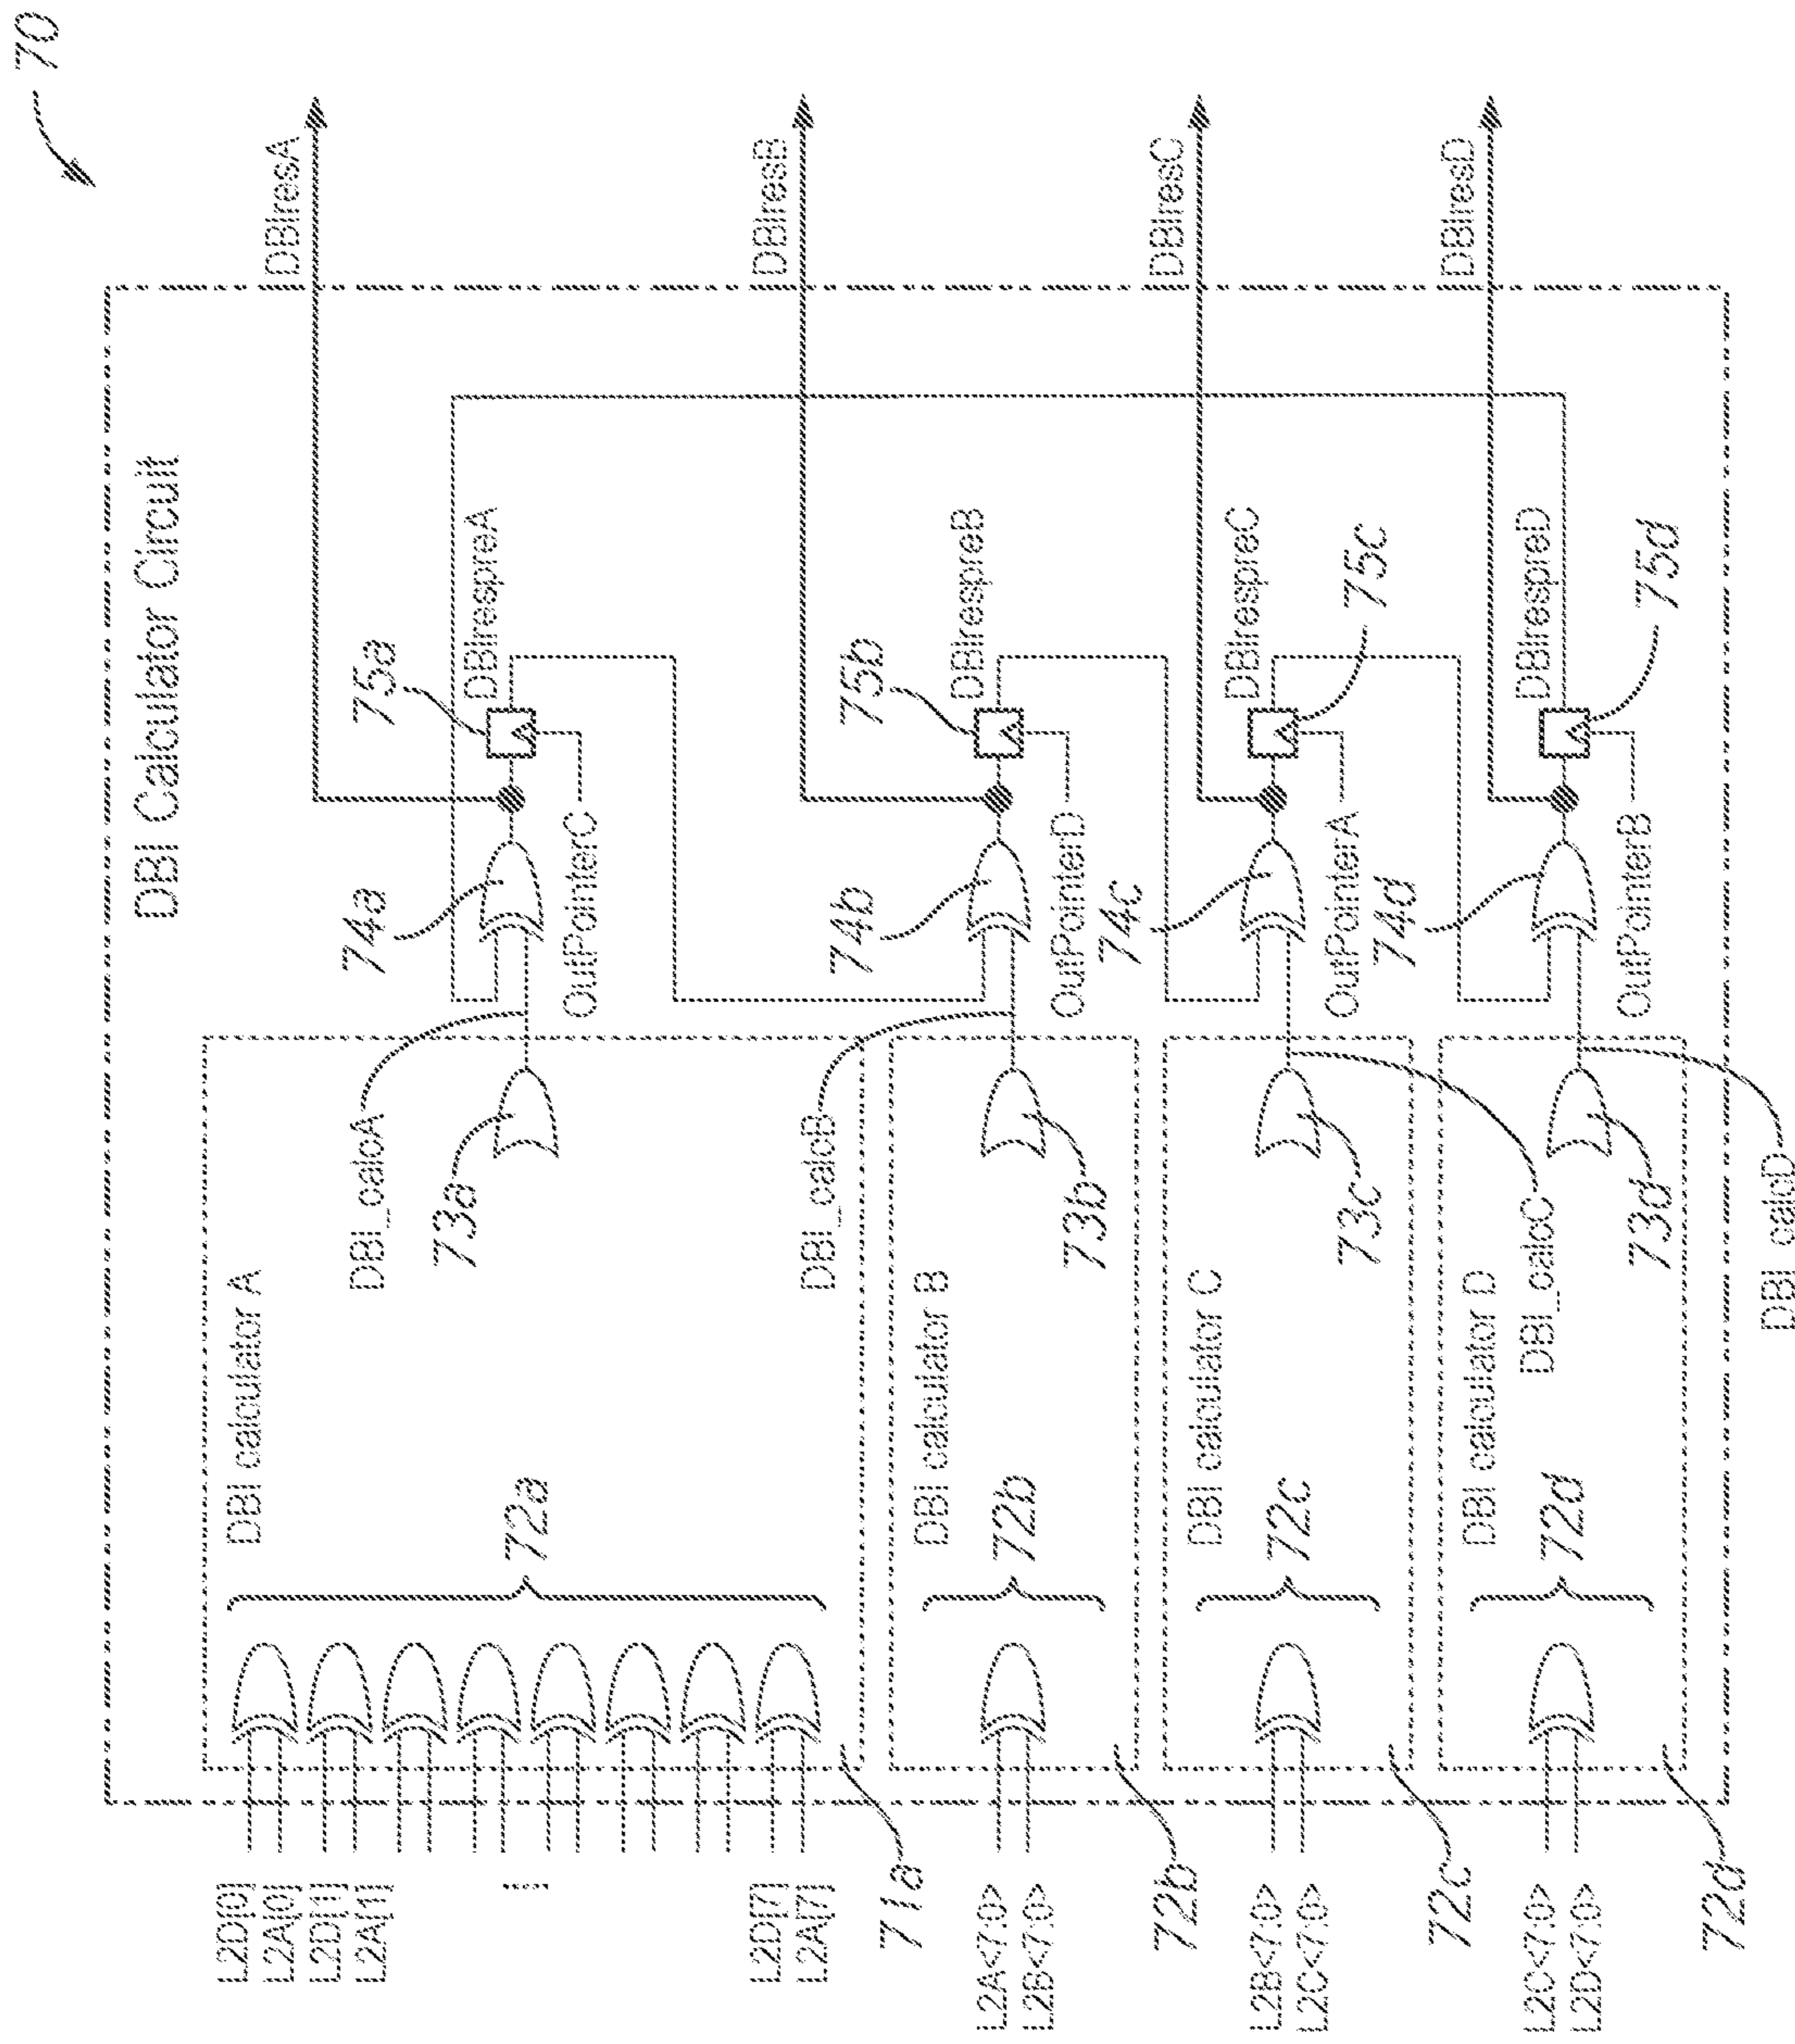 70
DBI Calculator Circuit
DBIresA
DBIresB
DBIresC
DBIresD
L2D[0]
L2A[0]
L2D[1]
L2A[1]
L2D[7]
L2A[7]
71a
DBI calculator A
72a
73a
DBI_calcA
74a
OutPointerC
75a
DBIrespreA
L2A<7:0>
L2B<7:0>
72b
DBI calculator B
72b
73b
DBI_calcB
74b
OutPointerD
75b
DBIrespreB
L2B<7:0>
L2C<7:0>
72c
DBI calculator C
72c
73c
DBI_calcC
74c
OutPointerA
75c
DBIrespreC
L2C<7:0>
L2D<7:0>
72d
DBI calculator D
72d
73d
DBI_calcD
74d
OutPointerB
75d
DBIrespreD